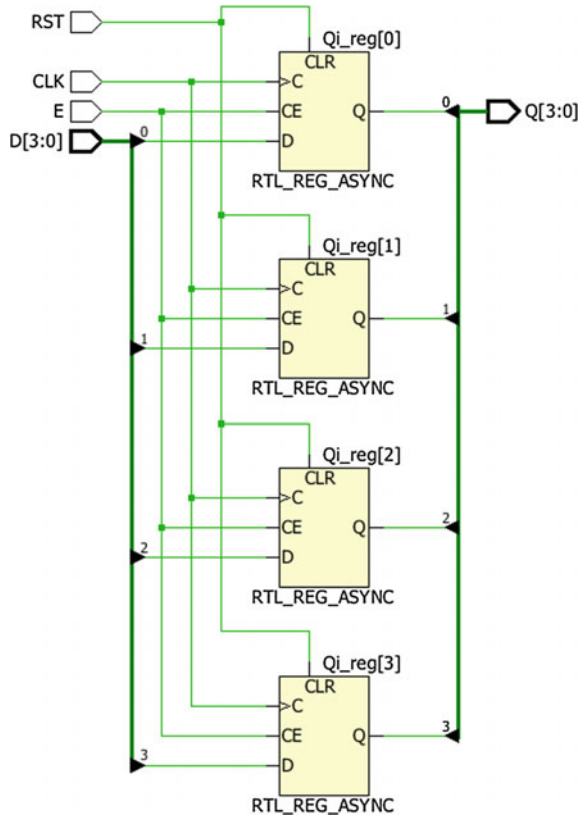 RST
CLK
E
D[3:0]
Qi_reg[0]
CLR
C
CE
D
Q
0
0
Q[3:0]
RTL_REG_ASYNC
Qi_reg[1]
CLR
C
CE
D
Q
1
1
RTL_REG_ASYNC
Qi_reg[2]
CLR
C
CE
D
Q
2
2
RTL_REG_ASYNC
Qi_reg[3]
CLR
C
CE
D
Q
3
3
RTL_REG_ASYNC